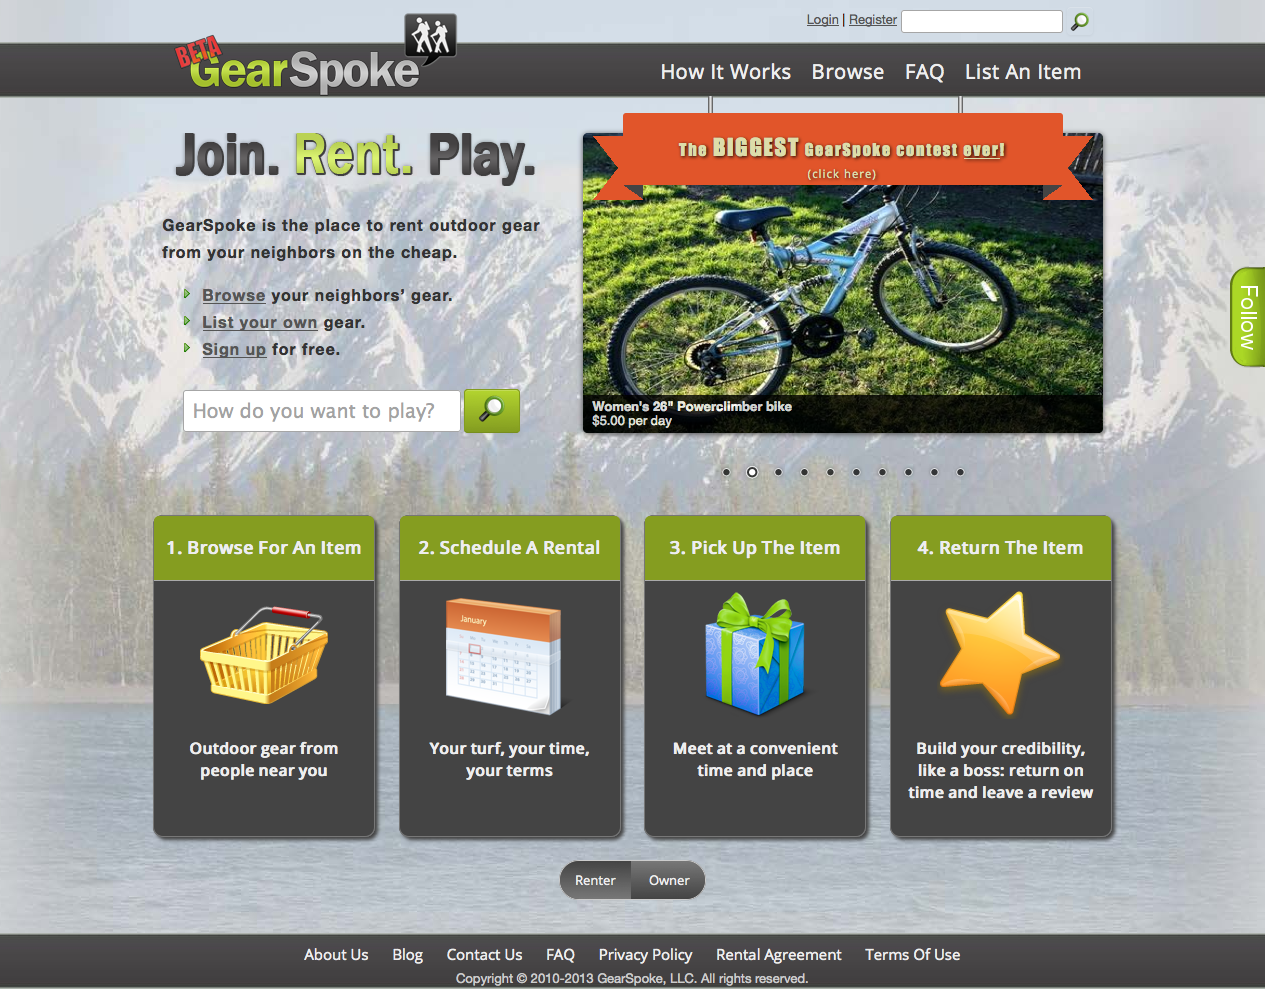 Login | Register
BETA
GearSpoke
How It Works Browse FAQ List An Item
Join. Rent. Play.
GearSpoke is the place to rent outdoor gear
from your neighbors on the cheap.
Browse your neighbors’ gear.
List your own gear.
Sign up for free.
How do you want to play?
The BIGGEST GearSpoke contest ever!
(click here)
Women's 26" Powerclimber bike
$5.00 per day
Follow
1. Browse For An Item
Outdoor gear from
people near you
2. Schedule A Rental
January
Your turf, your time,
your terms
3. Pick Up The Item
Meet at a convenient
time and place
4. Return The Item
Build your credibility,
like a boss: return on
time and leave a review
Renter Owner
About Us Blog Contact Us FAQ Privacy Policy Rental Agreement Terms Of Use
Copyright © 2010-2013 GearSpoke, LLC. All rights reserved.